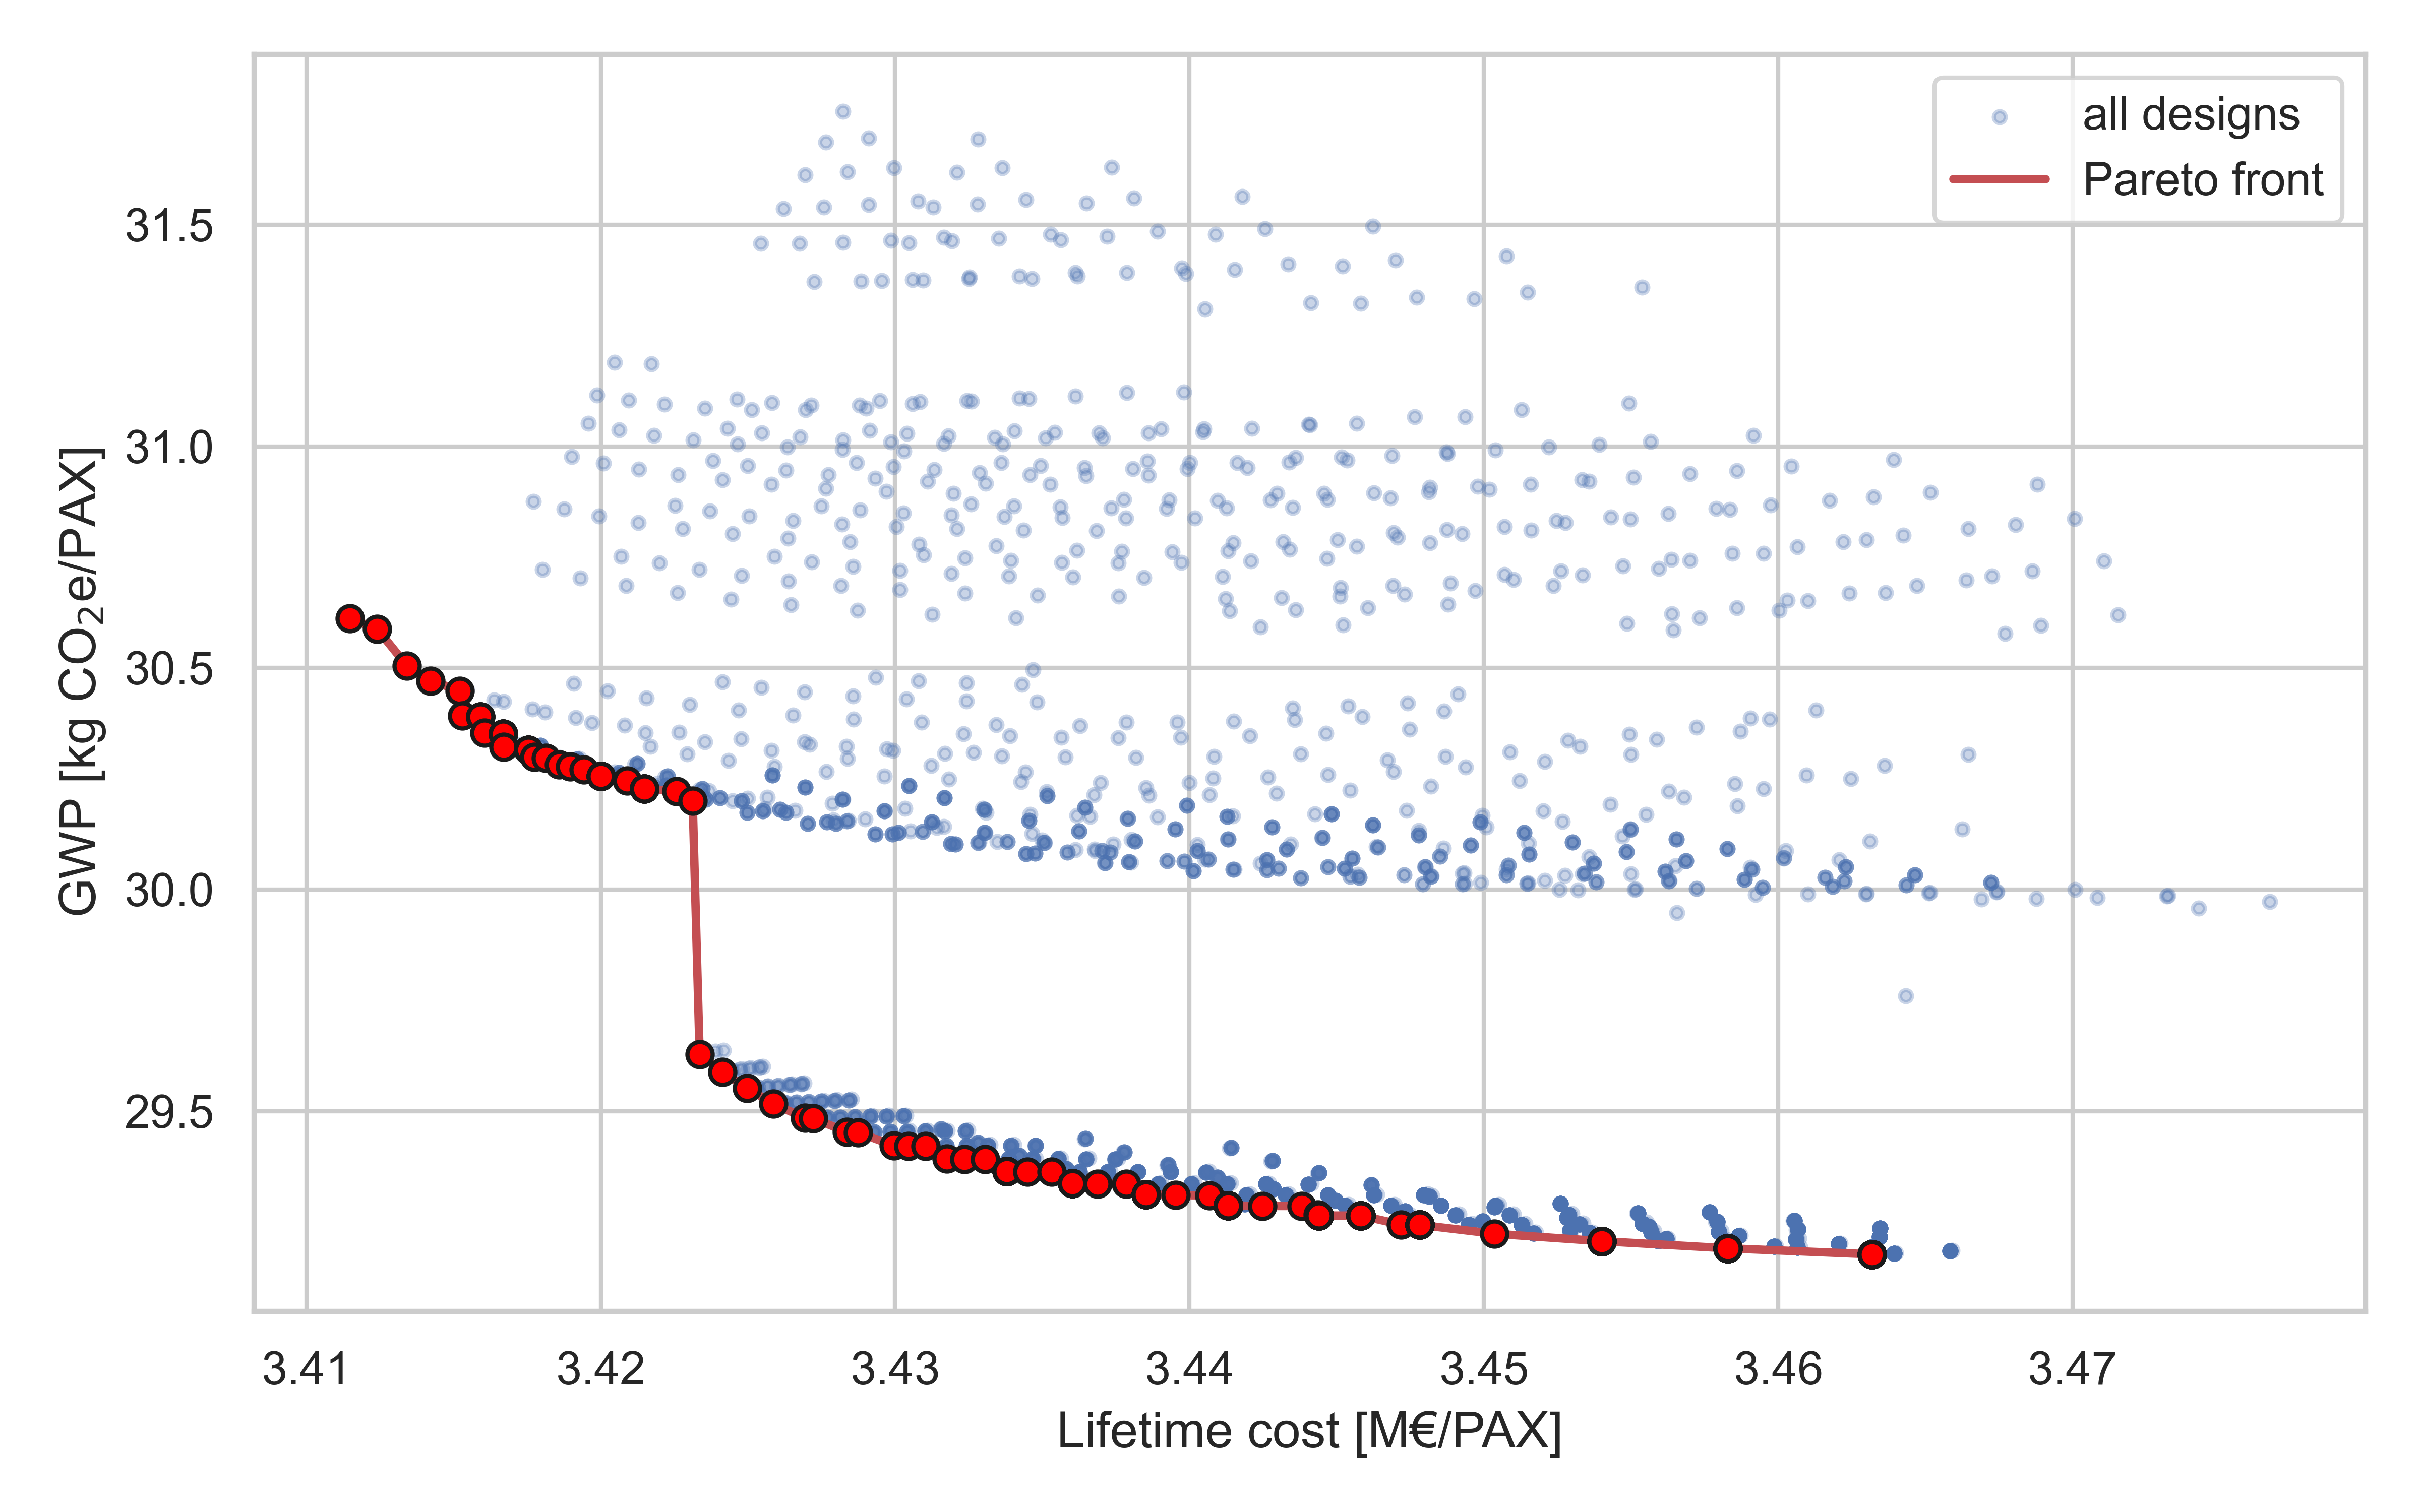 all designs
Pareto front
31.5
31.0
30.5
30.0
29.5
GWP [kg CO₂e/PAX]
3.41 3.42 3.43 3.44 3.45 3.46 3.47
Lifetime cost [M€/PAX]